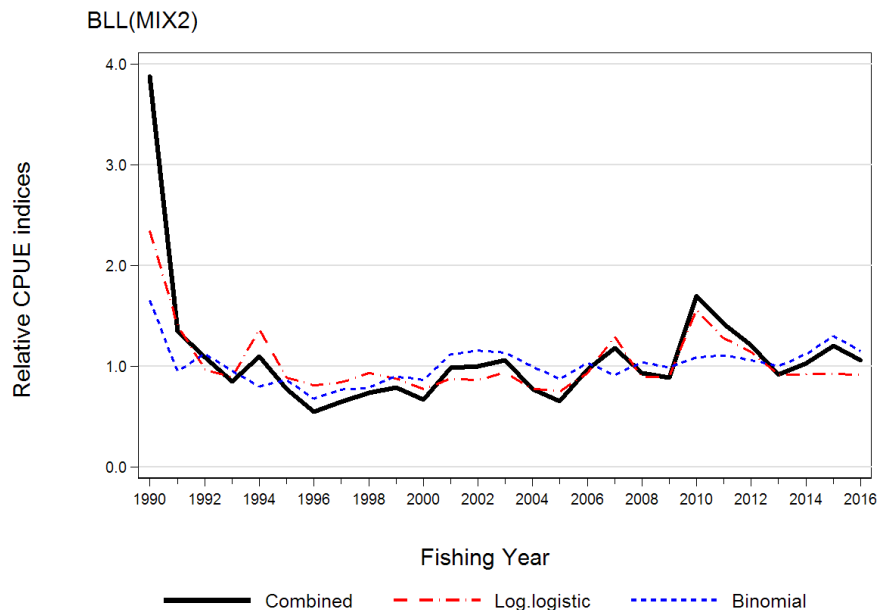 BLL(MIX2)
Relative CPUE indices
4.0
3.0
2.0
1.0
0.0
1990 1992 1994 1996 1998 2000 2002 2004 2006 2008 2010 2012 2014 2016
Fishing Year
Combined Log.logistic Binomial